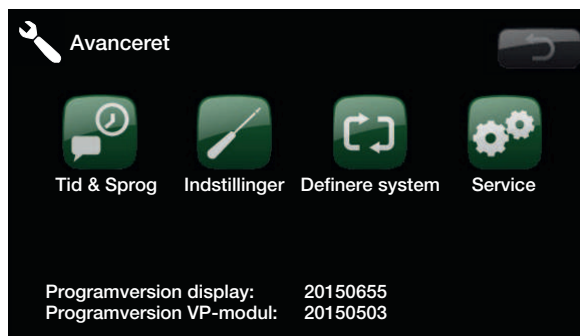 Avanceret
Tid & Sprog Indstillinger Definere system Service
Programversion display: 20150655
Programversion VP-modul: 20150503